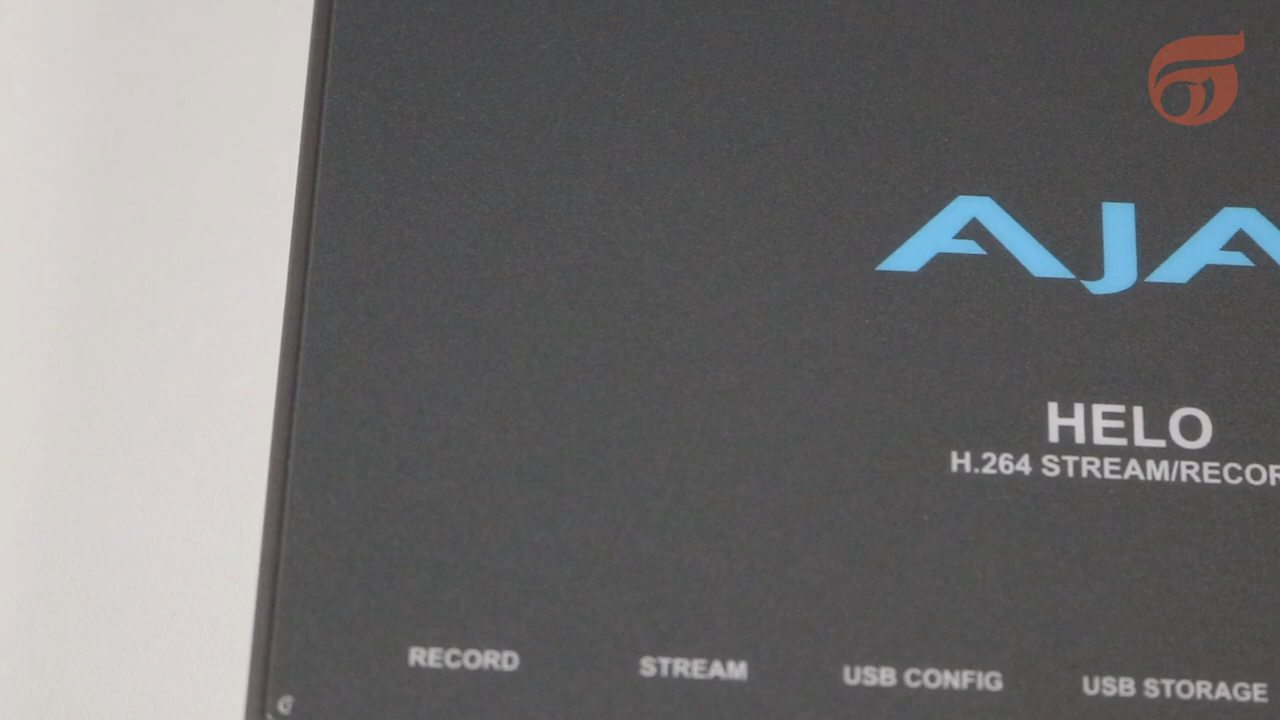 AJA
HELO
H.264 STREAM/RECOR
RECORD STREAM USB CONFIG USB STORAGE